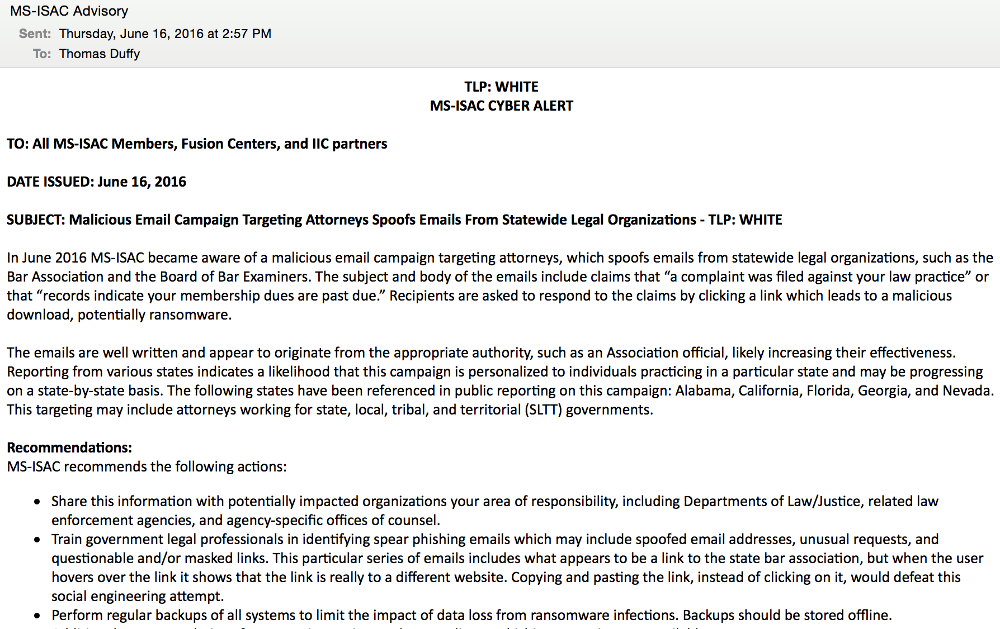 MS-ISAC Advisory
Sent: Thursday, June 16, 2016 at 2:57 PM
To: Thomas Duffy
TLP: WHITE
MS-ISAC CYBER ALERT
TO: All MS-ISAC Members, Fusion Centers, and IIC partners
DATE ISSUED: June 16, 2016
SUBJECT: Malicious Email Campaign Targeting Attorneys Spoofs Emails From Statewide Legal Organizations - TLP: WHITE
In June 2016 MS-ISAC became aware of a malicious email campaign targeting attorneys, which spoofs emails from statewide legal organizations, such as the
Bar Association and the Board of Bar Examiners. The subject and body of the emails include claims that “a complaint was filed against your law practice” or
that “records indicate your membership dues are past due.” Recipients are asked to respond to the claims by clicking a link which leads to a malicious
download, potentially ransomware.
The emails are well written and appear to originate from the appropriate authority, such as an Association official, likely increasing their effectiveness.
Reporting from various states indicates a likelihood that this campaign is personalized to individuals practicing in a particular state and may be progressing
on a state-by-state basis. The following states have been referenced in public reporting on this campaign: Alabama, California, Florida, Georgia, and Nevada.
This targeting may include attorneys working for state, local, tribal, and territorial (SLTT) governments.
Recommendations:
MS-ISAC recommends the following actions:
• Share this information with potentially impacted organizations your area of responsibility, including Departments of Law/Justice, related law
enforcement agencies, and agency-specific offices of counsel.
• Train government legal professionals in identifying spear phishing emails which may include spoofed email addresses, unusual requests, and
questionable and/or masked links. This particular series of emails includes what appears to be a link to the state bar association, but when the user
hovers over the link it shows that the link is really to a different website. Copying and pasting the link, instead of clicking on it, would defeat this
social engineering attempt.
• Perform regular backups of all systems to limit the impact of data loss from ransomware infections. Backups should be stored offline.